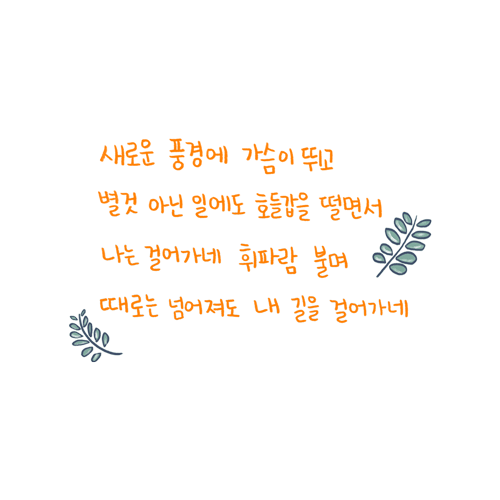 새로운 풍경에 가슴이 뛰고
별것 아닌 일에도 호들갑을 떨면서
나는 걸어가네 휘파람 불며
때로는 넘어져도 내 길을 걸어가네